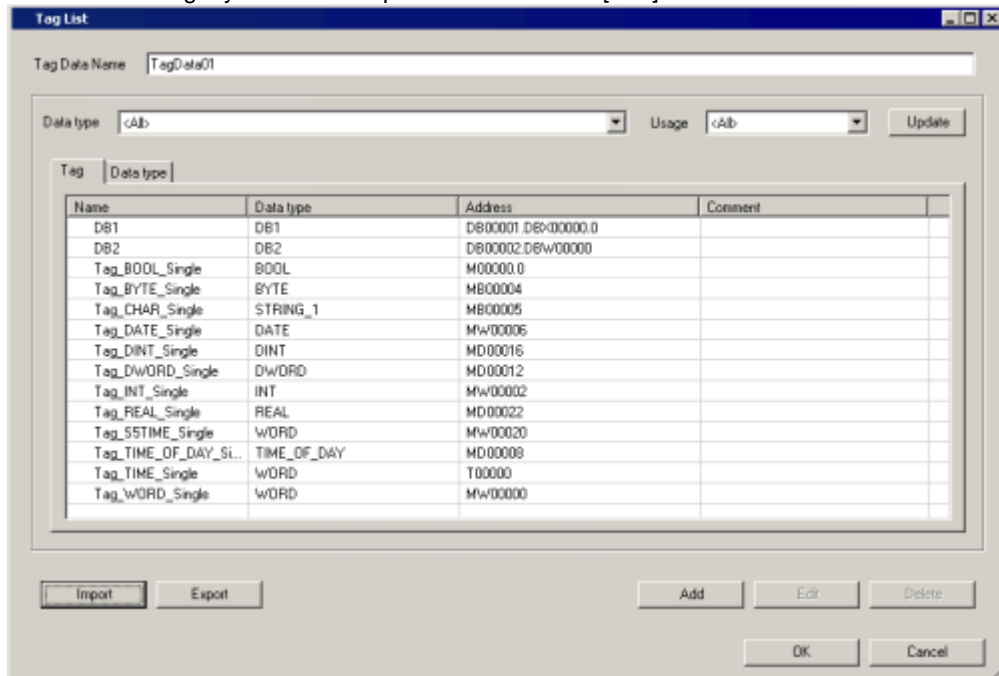 Tag List
Tag Data Name TagData01
Data type <All> Usage <All> Update
Tag Data type
Name Data type Address Comment
DB1 DB1 DB00001.DBX00000.0
DB2 DB2 DB00002.DBW00000
Tag_BOOL_Single BOOL M00000.0
Tag_BYTE_Single BYTE MB00004
Tag_CHAR_Single STRING_1 MB00005
Tag_DATE_Single DATE MW00006
Tag_DINT_Single DINT MD00016
Tag_DWORD_Single DWORD MD00012
Tag_INT_Single INT MW00002
Tag_REAL_Single REAL MD00022
Tag_S5TIME_Single WORD MW00020
Tag_TIME_OF_DAY_Si... TIME_OF_DAY MD00008
Tag_TIME_Single WORD T00000
Tag_WORD_Single WORD MW00000
Import Export Add Edit Delete
OK Cancel